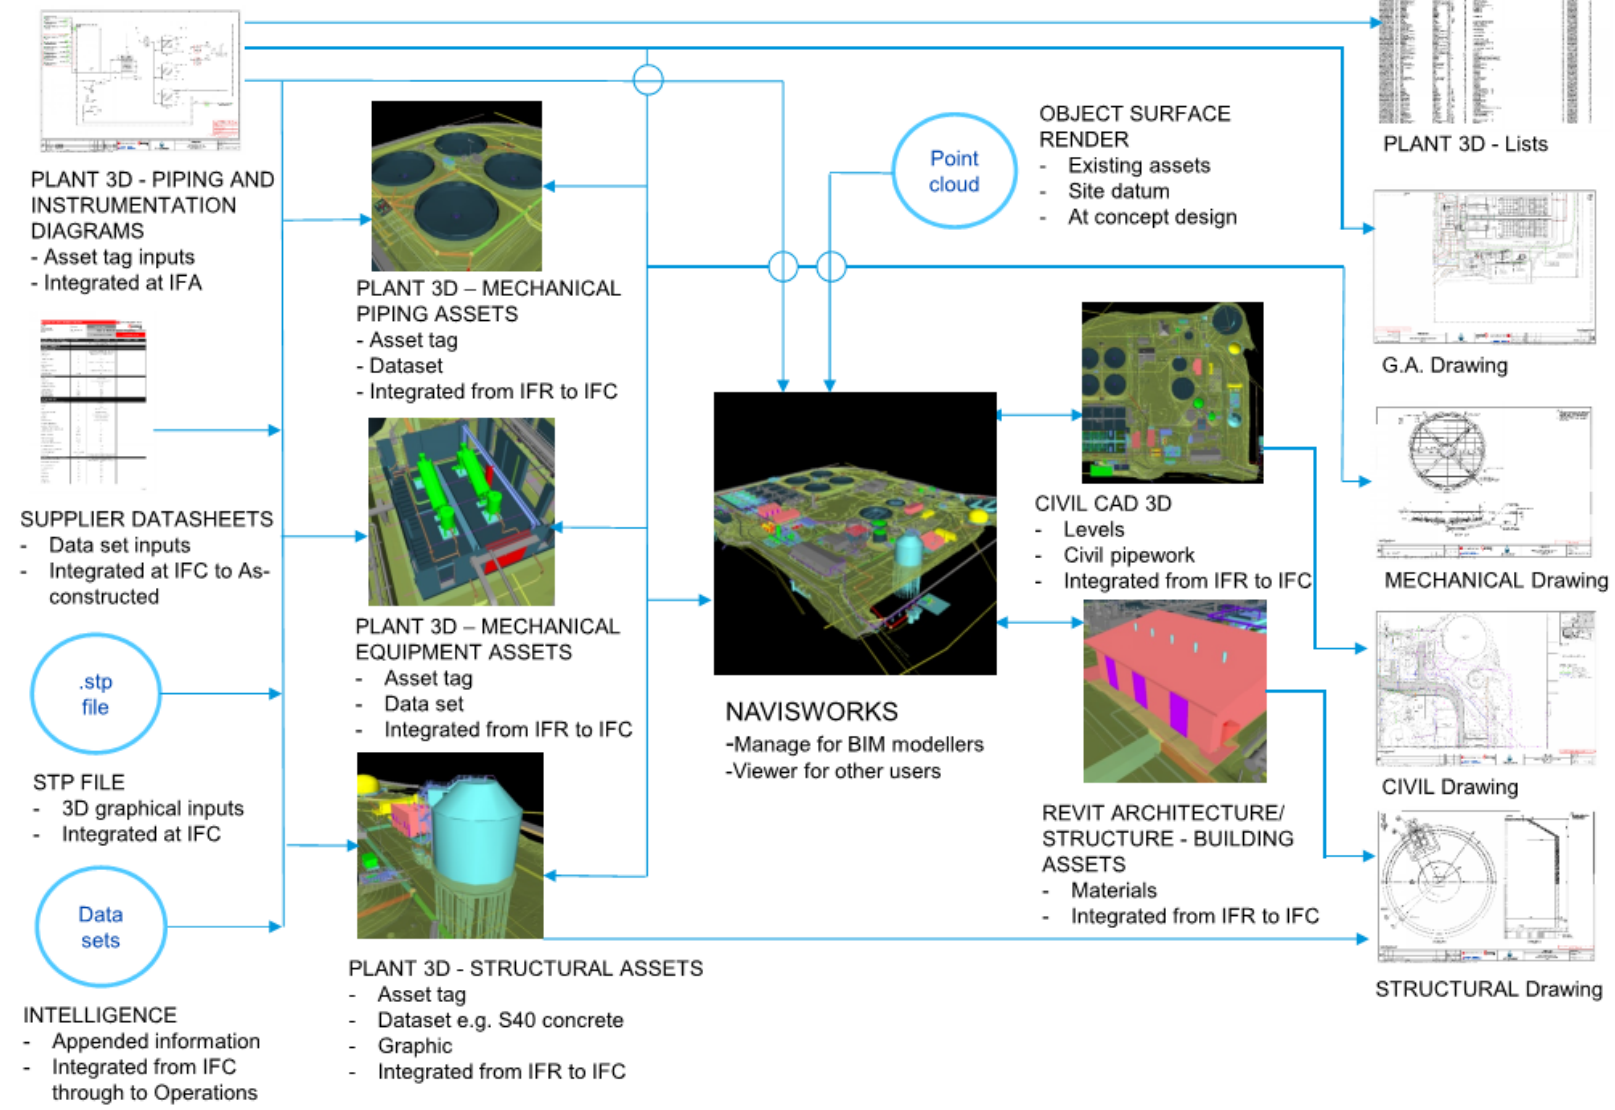 PLANT 3D - PIPING AND
INSTRUMENTATION
DIAGRAMS
- Asset tag inputs
- Integrated at IFA
SUPPLIER DATASHEETS
- Data set inputs
- Integrated at IFC to As-
constructed
.stp
file
STP FILE
- 3D graphical inputs
- Integrated at IFC
Data
sets
INTELLIGENCE
- Appended information
- Integrated from IFC
through to Operations
PLANT 3D – MECHANICAL
PIPING ASSETS
- Asset tag
- Dataset
- Integrated from IFR to IFC
PLANT 3D – MECHANICAL
EQUIPMENT ASSETS
- Asset tag
- Data set
- Integrated from IFR to IFC
PLANT 3D - STRUCTURAL ASSETS
- Asset tag
- Dataset e.g. S40 concrete
- Graphic
- Integrated from IFR to IFC
Point
cloud
OBJECT SURFACE
RENDER
- Existing assets
- Site datum
- At concept design
NAVISWORKS
-Manage for BIM modellers
-Viewer for other users
CIVIL CAD 3D
- Levels
- Civil pipework
- Integrated from IFR to IFC
REVIT ARCHITECTURE/
STRUCTURE - BUILDING
ASSETS
- Materials
- Integrated from IFR to IFC
PLANT 3D - Lists
G.A. Drawing
MECHANICAL Drawing
CIVIL Drawing
STRUCTURAL Drawing